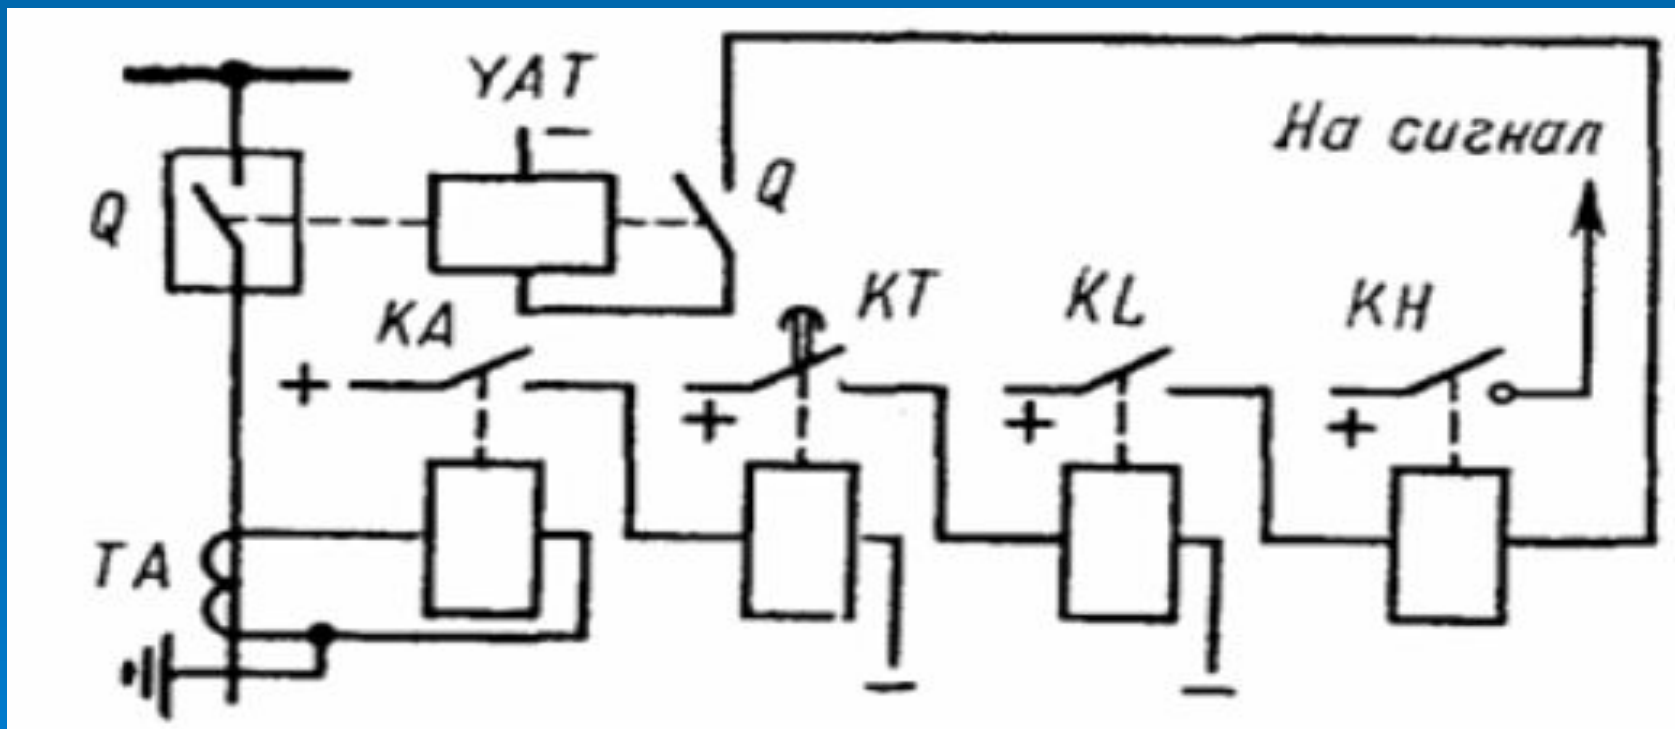 YAT
На сигнал
Q
Q
KA
KT
KL
KH
+
+
+
+
TA